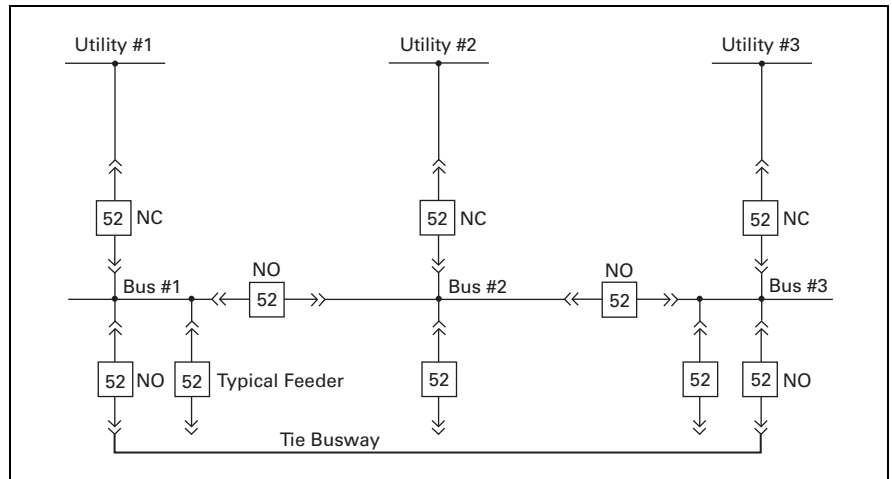 Utility #1
Utility #2
Utility #3
52 NC
52 NC
52 NC
Bus #1
NO
52
Bus #2
NO
52
Bus #3
52 NO
52 Typical Feeder
52
52
52 NO
Tie Busway